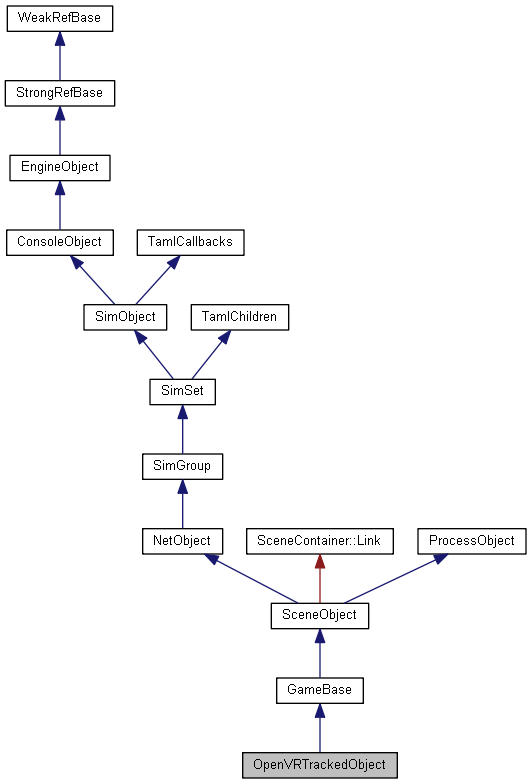 WeakRefBase
StrongRefBase
EngineObject
ConsoleObject
TamlCallbacks
SimObject
TamlChildren
SimSet
SimGroup
NetObject
SceneContainer::Link
ProcessObject
SceneObject
GameBase
OpenVRTrackedObject